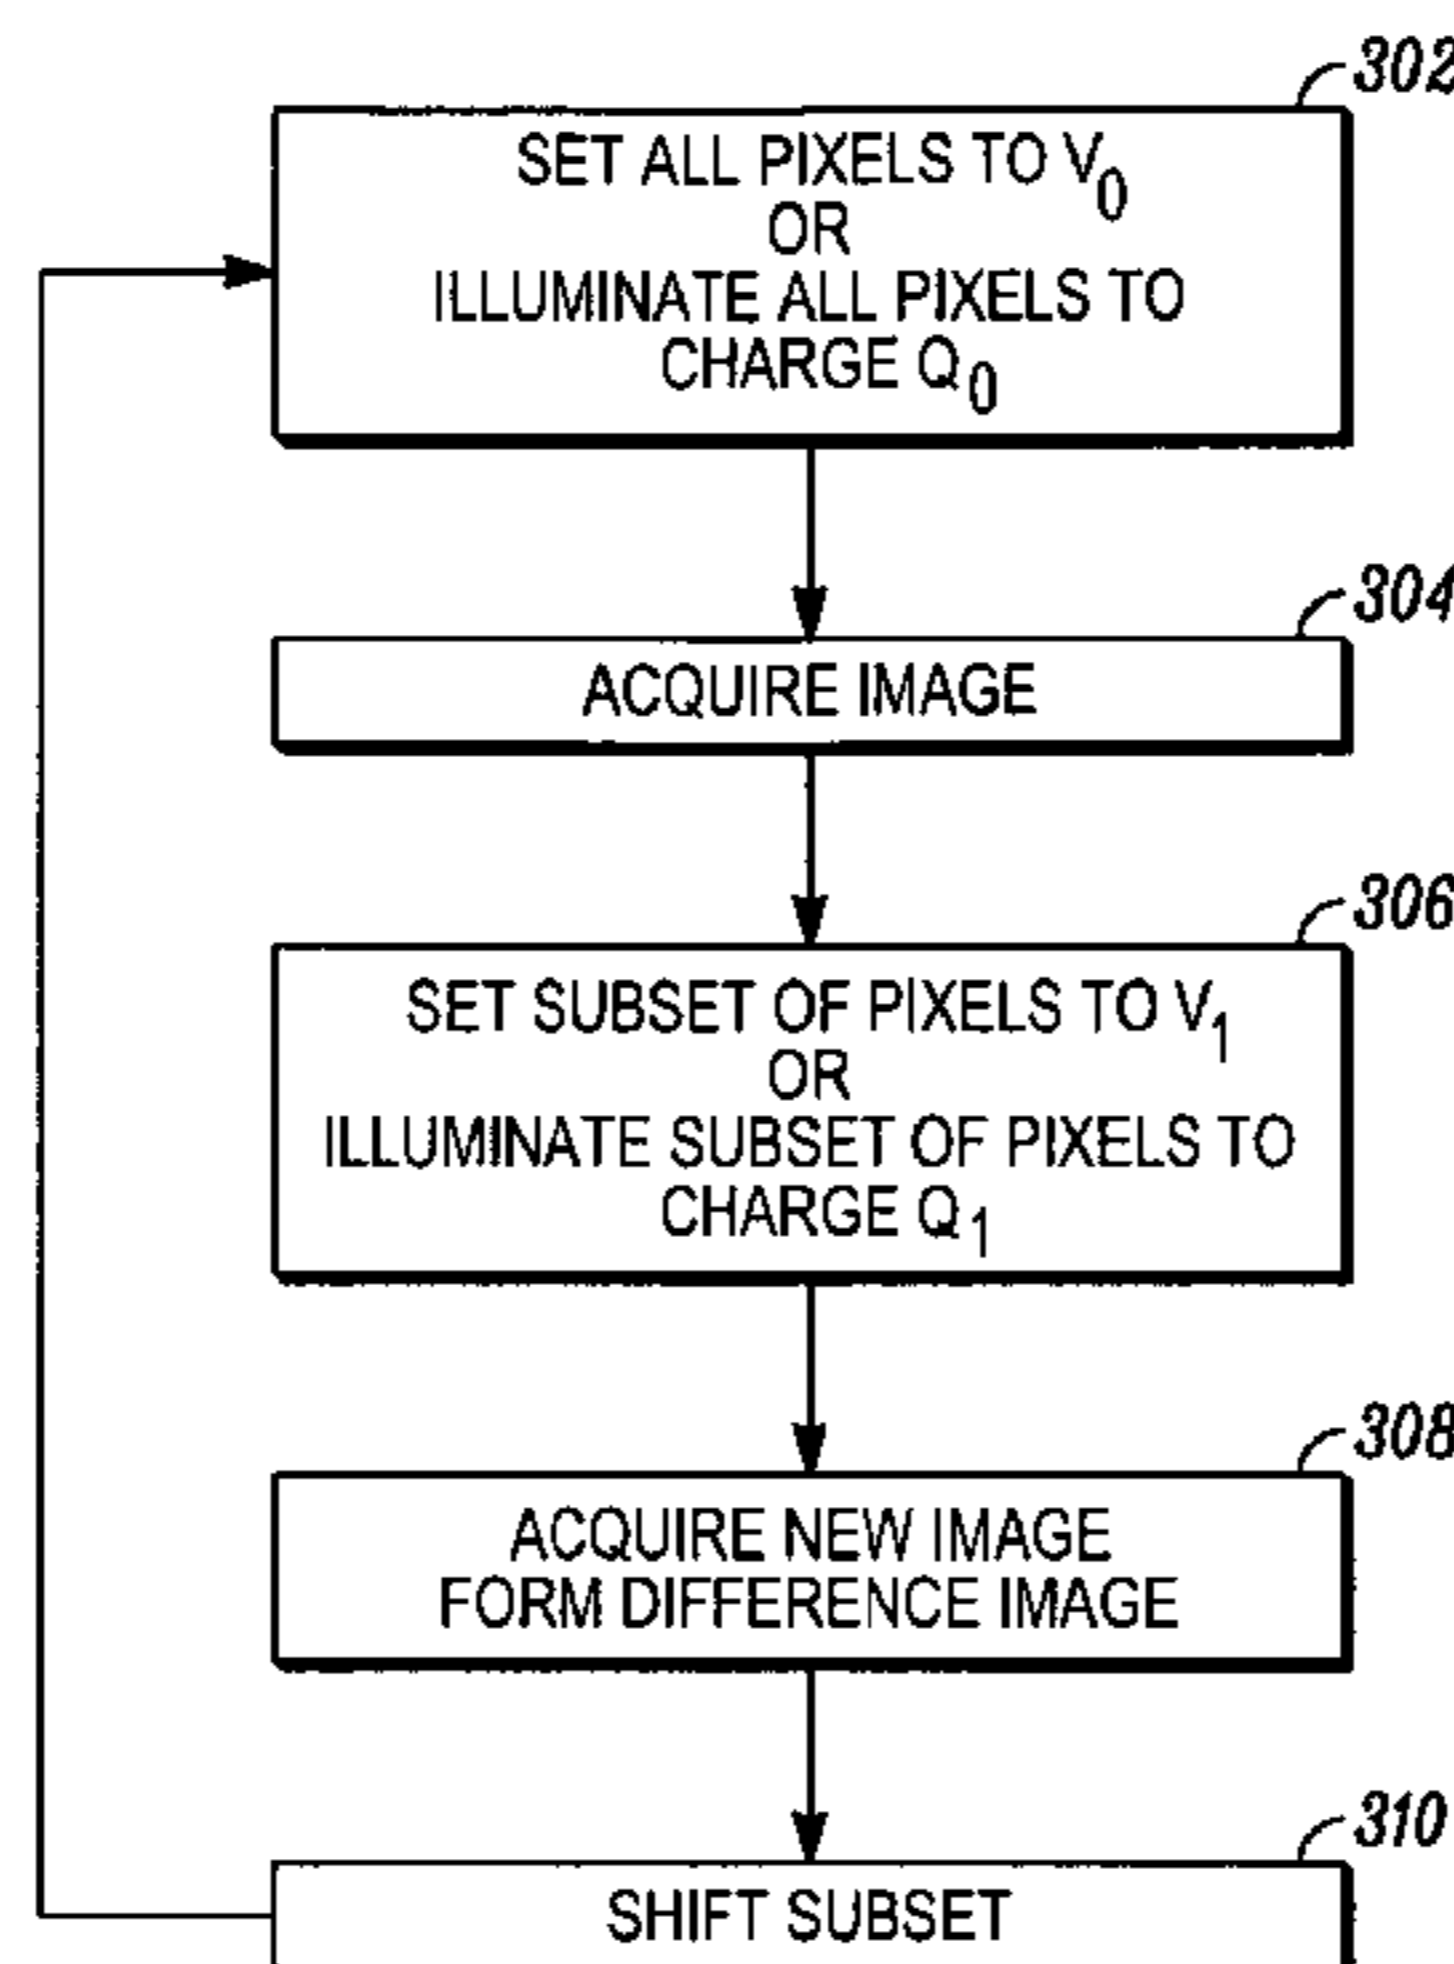 302
SET ALL PIXELS TO V0
OR
ILLUMINATE ALL PIXELS TO
CHARGE Q0
304
ACQUIRE IMAGE
306
SET SUBSET OF PIXELS TO V1
OR
ILLUMINATE SUBSET OF PIXELS TO
CHARGE Q1
308
ACQUIRE NEW IMAGE
FORM DIFFERENCE IMAGE
310
SHIFT SUBSET